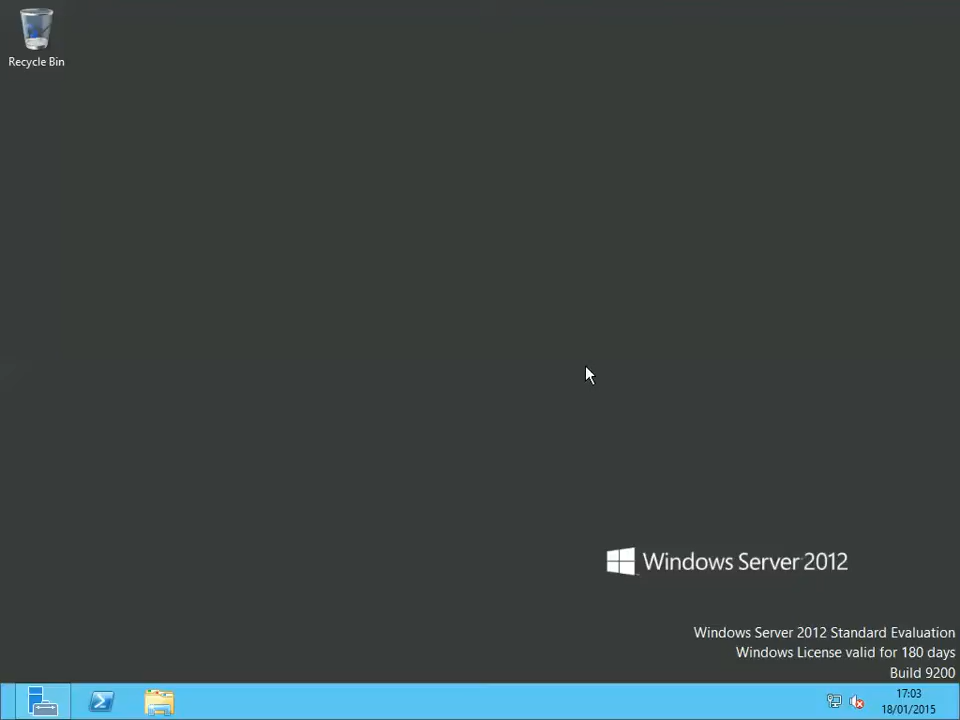 Recycle Bin
Windows Server 2012
Windows Server 2012 Standard Evaluation
Windows License valid for 180 days
Build 9200
17:03
18/01/2015